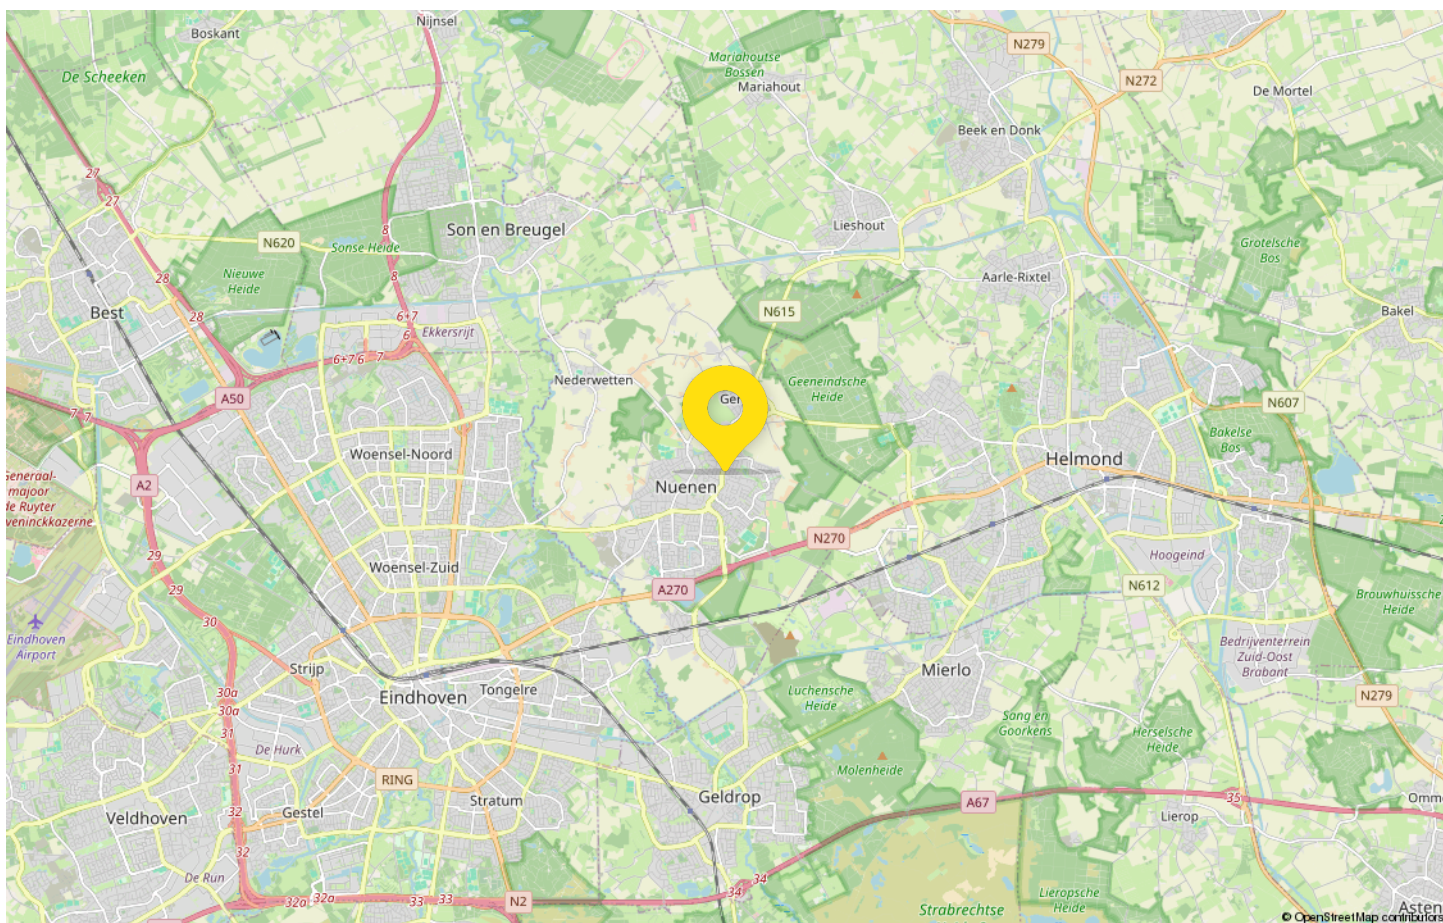 Nijnsel
Boskant
N279
Mariahoutse
Bossen
Mariahout
De Scheeken
N272
De Mortel
Beek en Donk
27
27
8
Son en Breugel
Lieshout
N620
Sonse Heide
Grotelsche
Bos
Nieuwe
Heide
8
28
Aarle-Rixtel
Best
28
6+7
N615
Bakel
6
Ekkersrijt
6+7
6
7
Nederwetten
Geeneindsche
Heide
A50
Ger
N607
7
7
Bakelse
Bos
Woensel-Noord
Helmond
Generaal-
majoor
de Ruyter
A2
Nuenen
29
N270
Hoogeind
Woensel-Zuid
29
A270
N612
Brouwhuissche
Heide
30
Eindhoven
Airport
Bedrijventerrein
Zuid-Oost
Brabant
Strijp
Mierlo
30a
Tongelre
Eindhoven
Luchensche
Heide
N279
30a
31
Sang en
Goorkens
Herselsche
Heide
De Hurk
31
Molenheide
RING
Geldrop
35
Stratum
A67
Omm
32
Gestel
Veldhoven
Lierop
32
De Run
34
34
32a
32a
33
33
N2
Lieropsche
Heide
Strabrechtse
Asten
© OpenStreetMap contributors